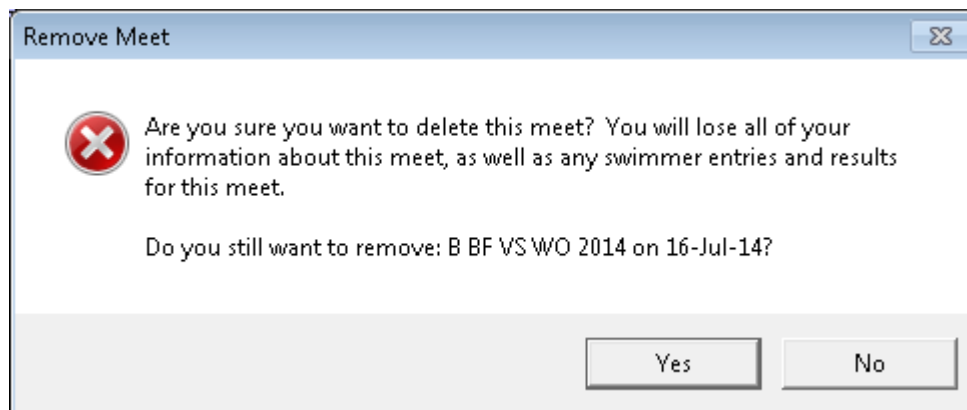 Remove Meet
Are you sure you want to delete this meet?  You will lose all of your
information about this meet, as well as any swimmer entries and results
for this meet.
Do you still want to remove: B BF VS WO 2014 on 16-Jul-14?
Yes No